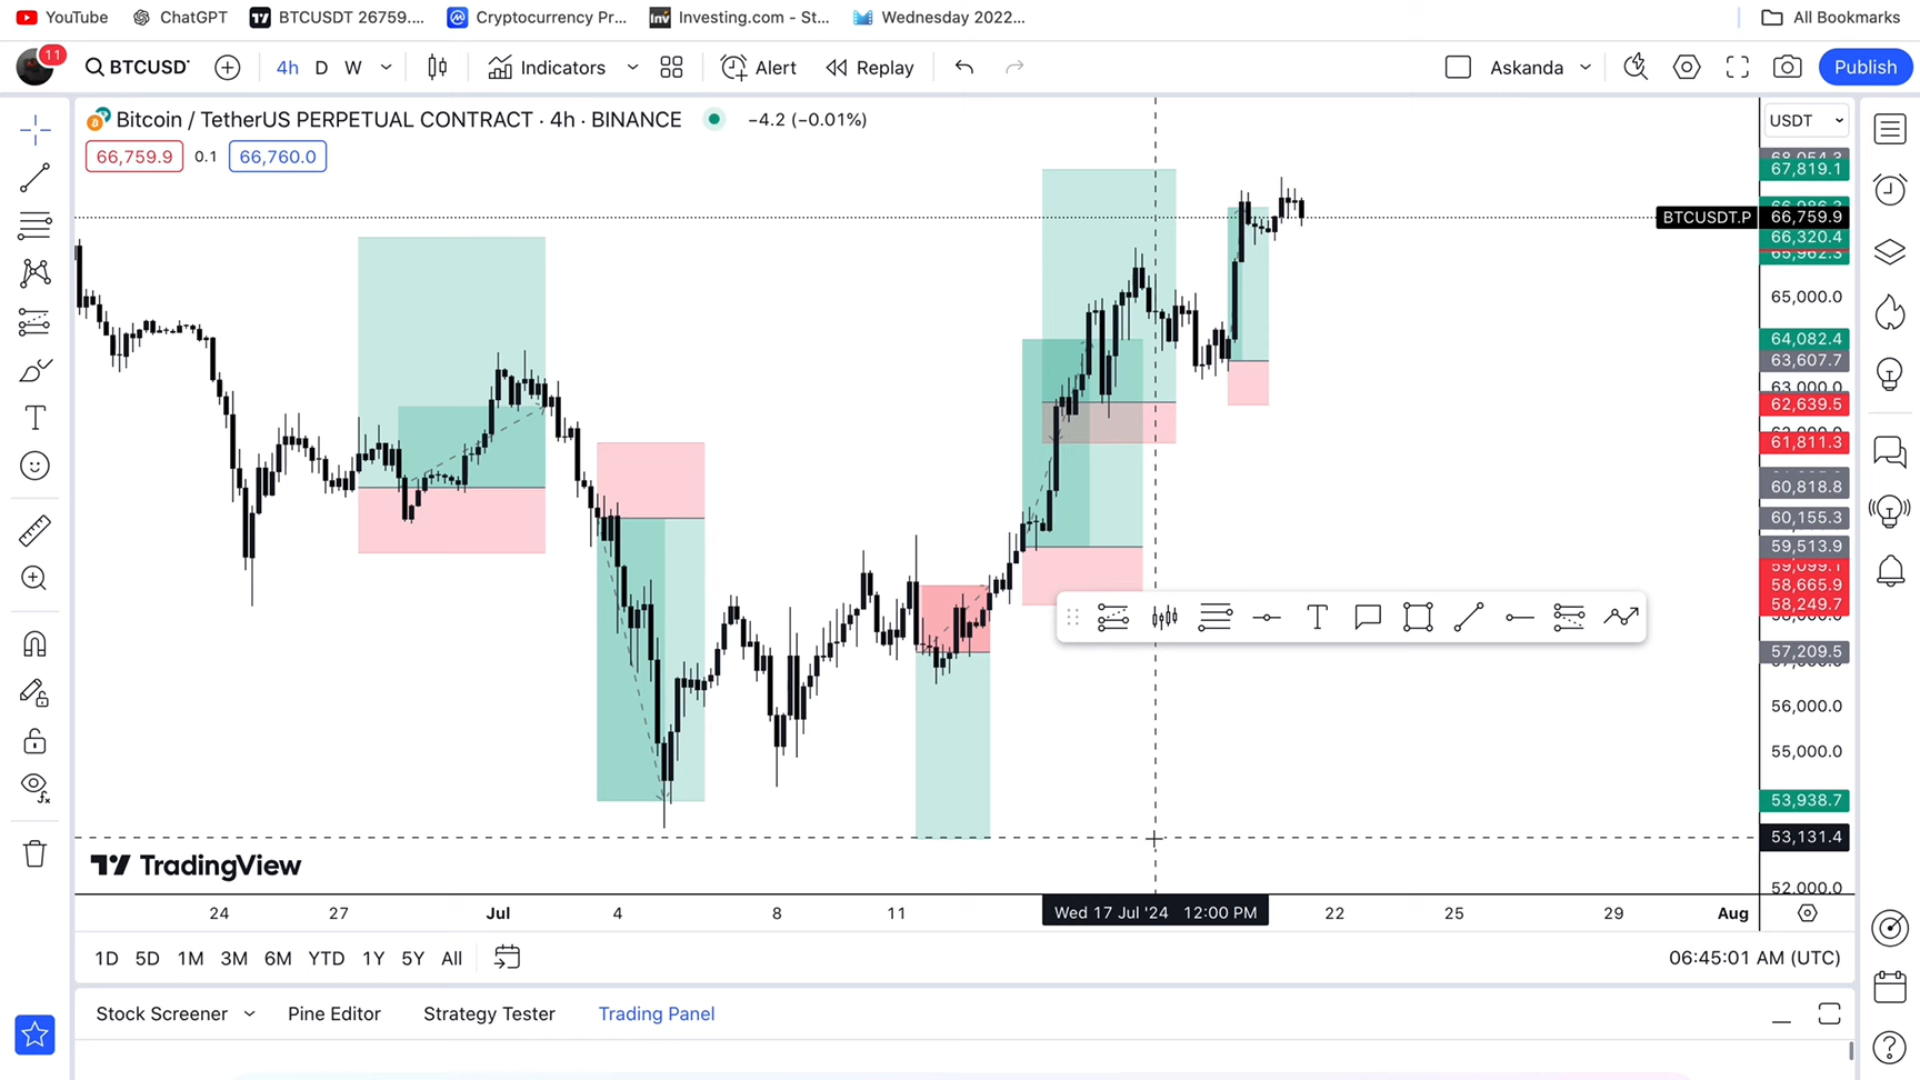 YouTube
ChatGPT
BTCUSDT 26759....
Cryptocurrency Pr...
Inv Investing.com - St...
Wednesday 2022...
All Bookmarks
11
BTCUSD
4h
D
W
Indicators
Alert
Replay
Askanda
Publish
Bitcoin / TetherUS PERPETUAL CONTRACT · 4h · BINANCE
−4.2 (−0.01%)
USDT
66,759.9
0.1
66,760.0
67,819.1
BTCUSDT.P 66,759.9
66,320.4
65,000.0
64,082.4
63,607.7
63,000.0
62,639.5
61,811.3
60,818.8
60,155.3
59,513.9
58,665.9
58,249.7
57,209.5
56,000.0
55,000.0
53,938.7
53,131.4
52,000.0
TradingView
24
27
Jul
4
8
11
Wed 17 Jul '24 12:00 PM
22
25
29
Aug
1D
5D
1M
3M
6M
YTD
1Y
5Y
All
06:45:01 AM (UTC)
Stock Screener
Pine Editor
Strategy Tester
Trading Panel